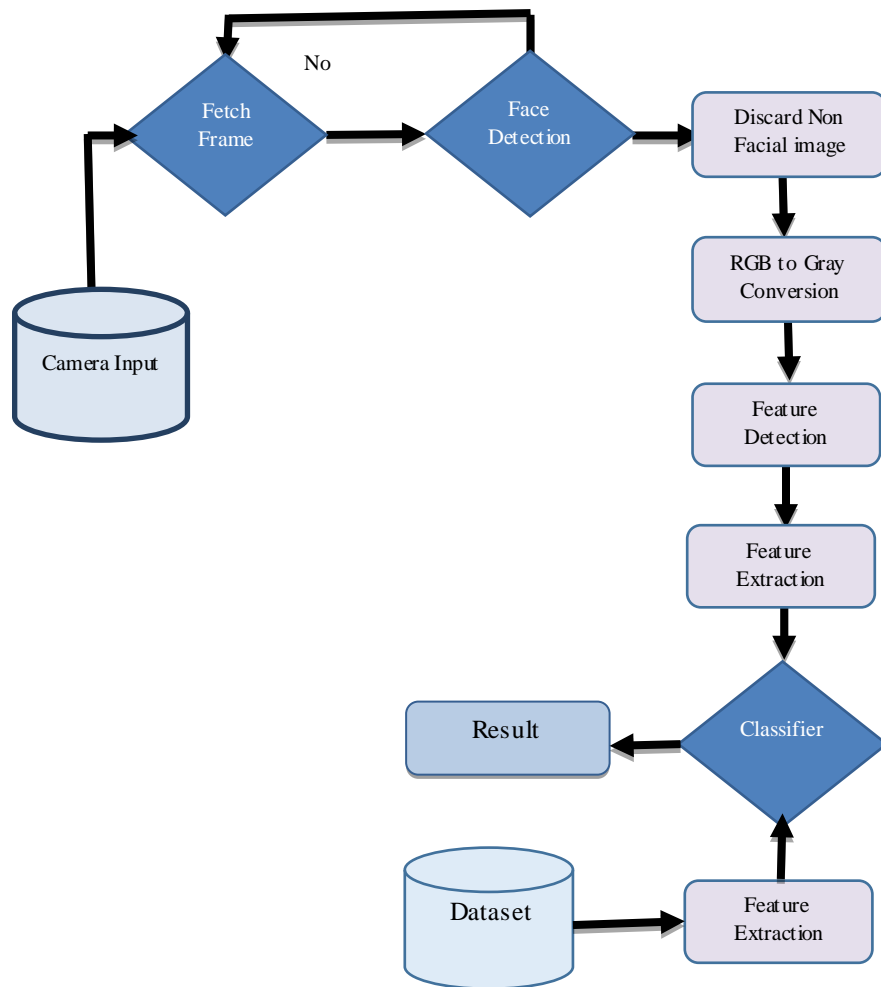 No
Fetch
Frame
Face
Detection
Discard Non
Facial image
RGB to Gray
Conversion
Camera Input
Feature
Detection
Feature
Extraction
Classifier
Result
Dataset
Feature
Extraction